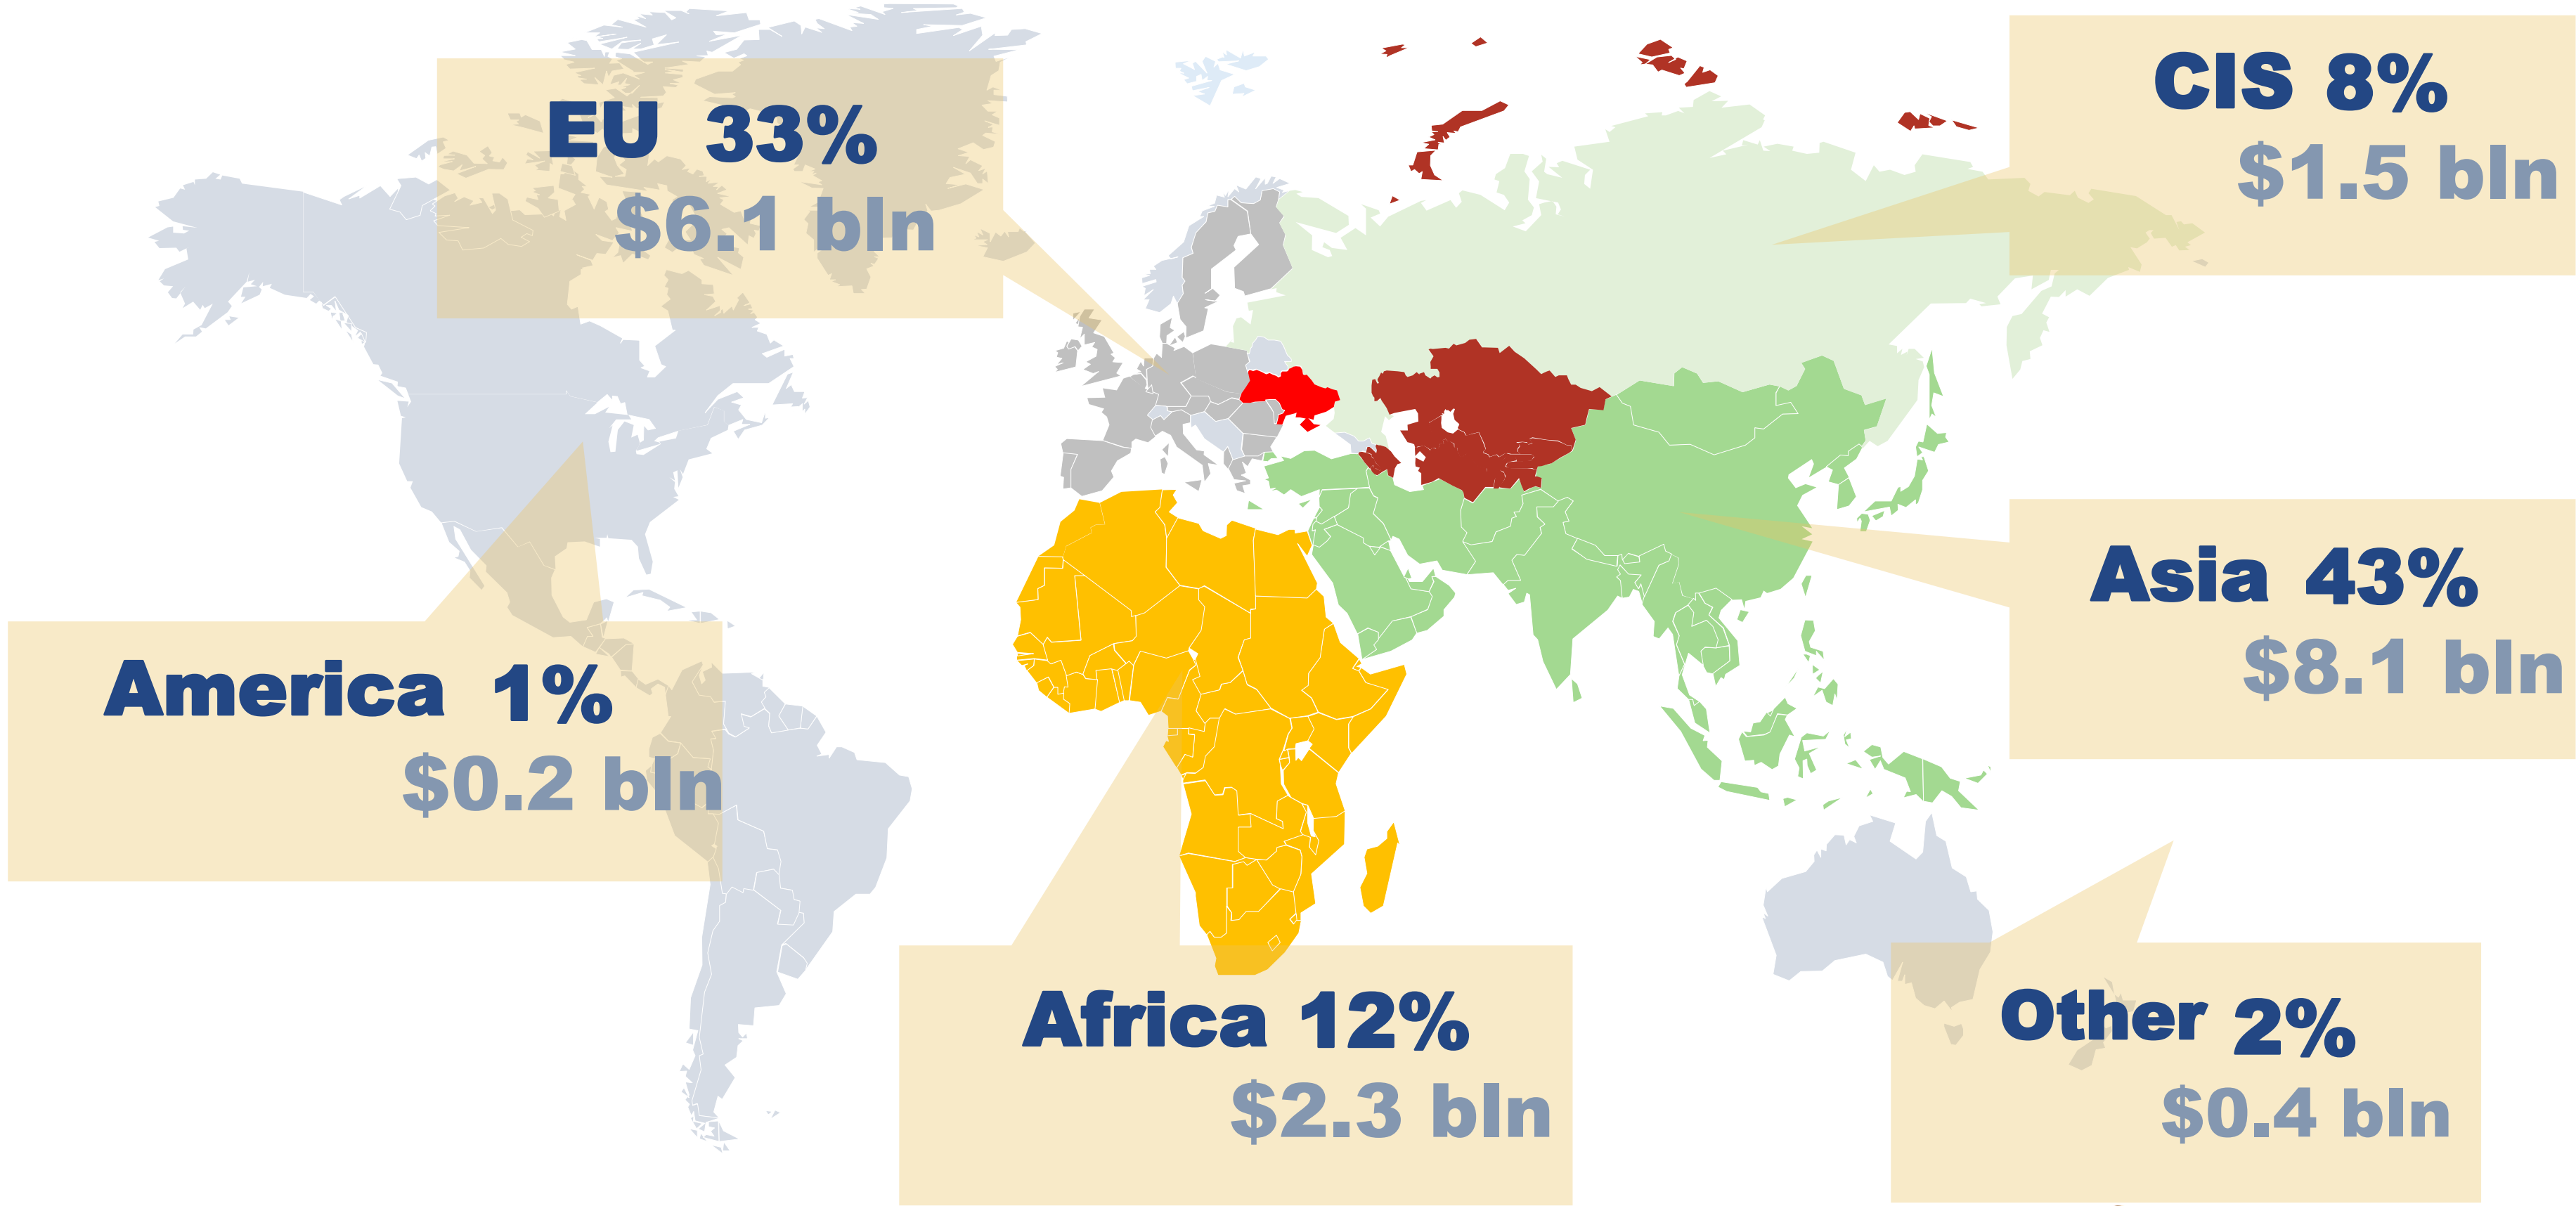 EU 33%
$6.1 bln
CIS 8%
$1.5 bln
Asia 43%
$8.1 bln
America 1%
$0.2 bln
Africa 12%
$2.3 bln
Other 2%
$0.4 bln